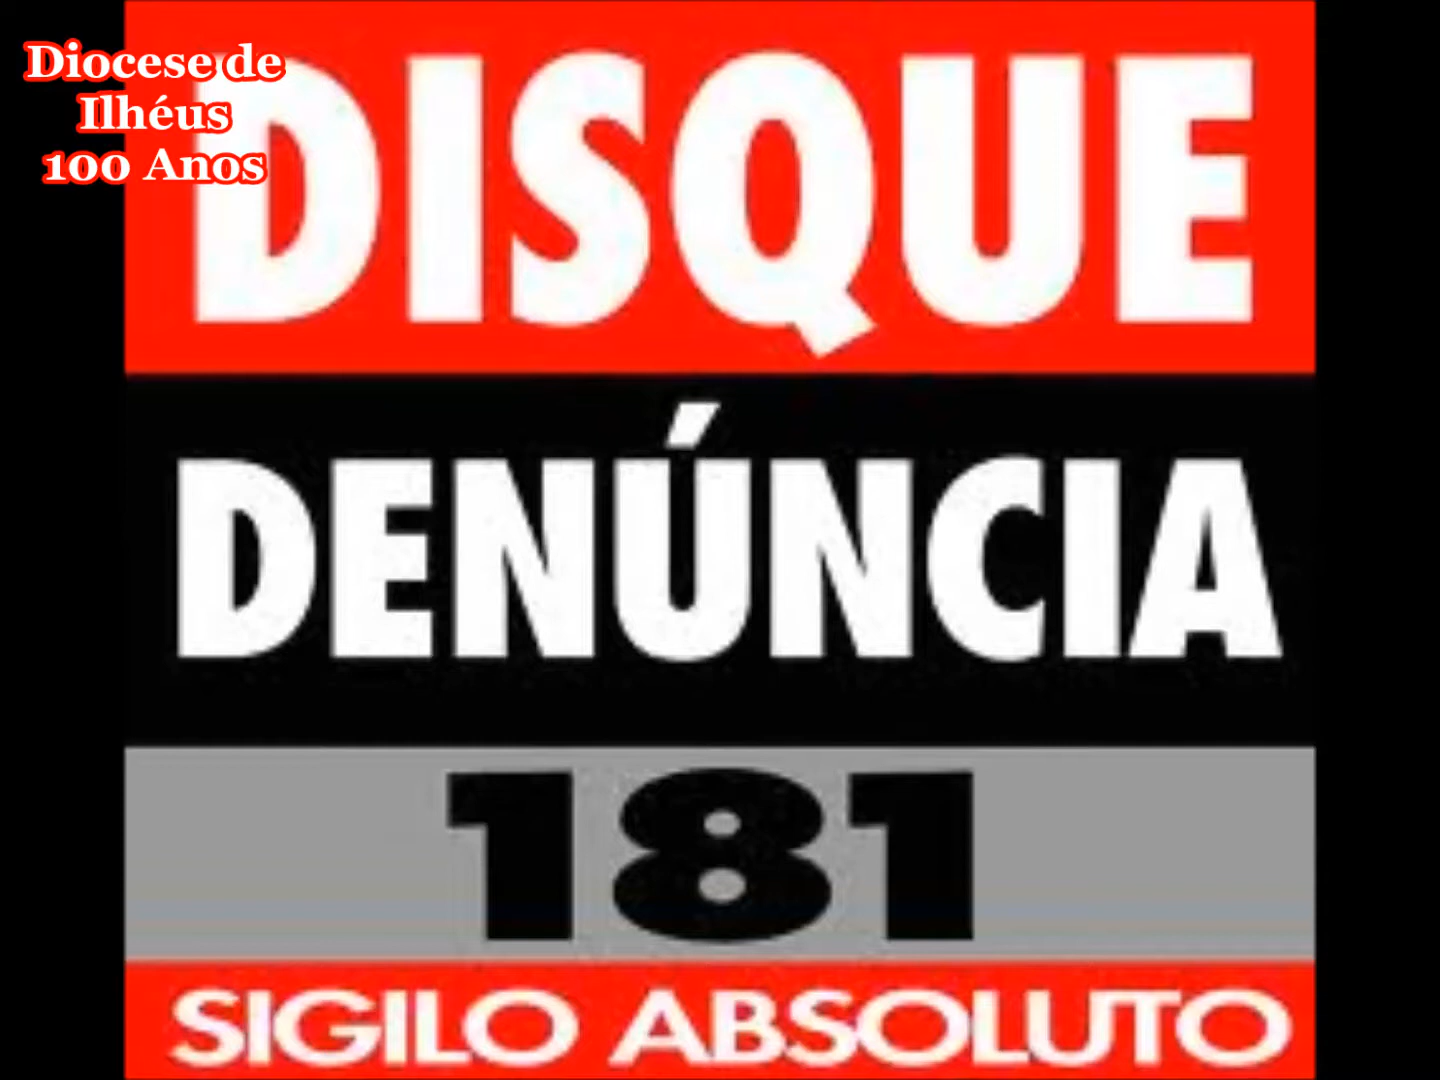 Diocese de
Ilhéus
100 Anos
DISQUE
DENÚNCIA
181
SIGILO ABSOLUTO